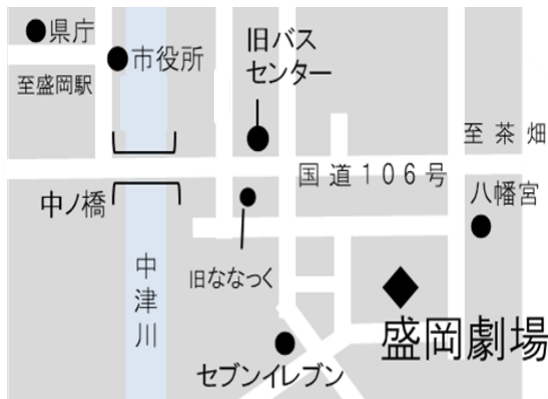 県庁
市役所
至盛岡駅
旧バス
センター
至茶畑
国道106号
八幡宮
中ノ橋
旧ななっく
中津川
盛岡劇場
セブンイレブン